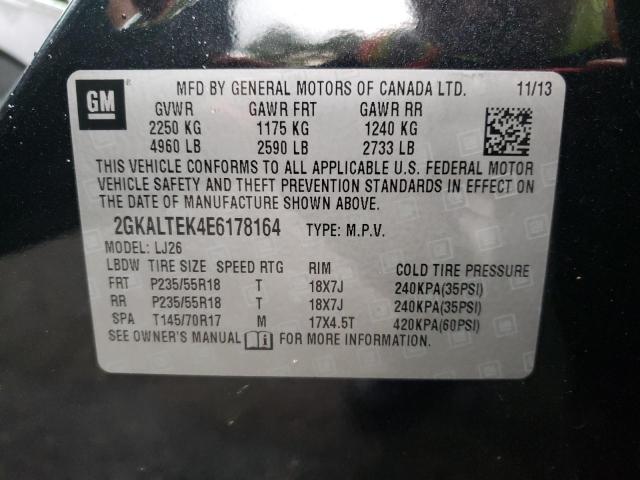 GM ® MFD BY GENERAL MOTORS OF CANADA LTD. 11/13
GVWR GAWR FRT GAWR RR
2250 KG 1175 KG 1240 KG
4960 LB 2590 LB 2733 LB
THIS VEHICLE CONFORMS TO ALL APPLICABLE U.S. FEDERAL MOTOR
VEHICLE SAFETY AND THEFT PREVENTION STANDARDS IN EFFECT ON
THE DATE OF MANUFACTURE SHOWN ABOVE.
2GKALTEK4E6178164 TYPE: M.P.V.
MODEL: LJ26
LBDW TIRE SIZE SPEED RTG RIM COLD TIRE PRESSURE
FRT P235/55R18 T 18X7J 240KPA(35PSI)
RR P235/55R18 T 18X7J 240KPA(35PSI)
SPA T145/70R17 M 17X4.5T 420KPA(60PSI)
SEE OWNER'S MANUAL FOR MORE INFORMATION.